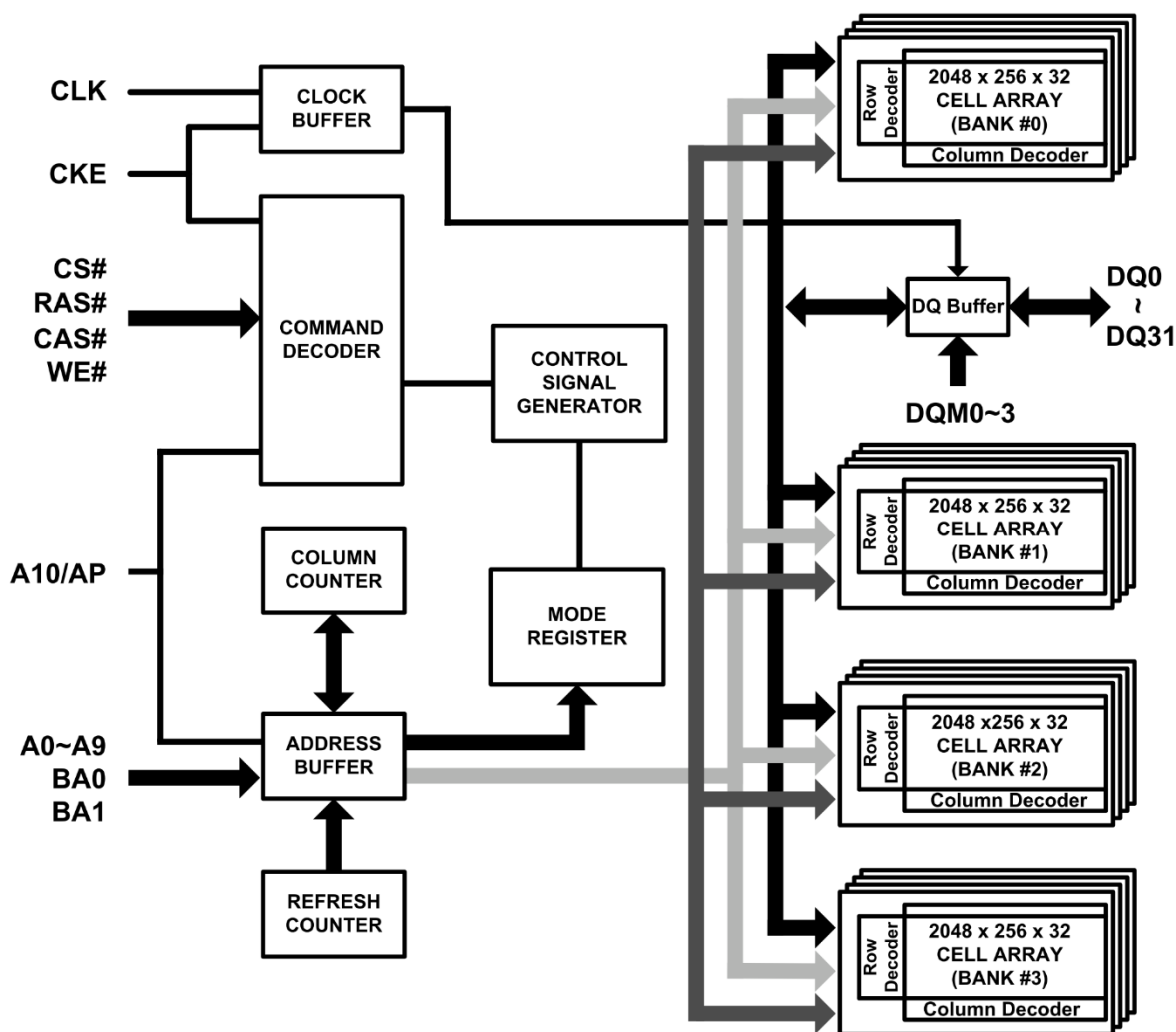 CLK
CLOCK
BUFFER
CKE
CS#
RAS#
CAS#
WE#
COMMAND
DECODER
CONTROL
SIGNAL
GENERATOR
A10/AP
COLUMN
COUNTER
MODE
REGISTER
A0~A9
BA0
BA1
ADDRESS
BUFFER
REFRESH
COUNTER
Row
Decoder
2048 x 256 x 32
CELL ARRAY
(BANK #0)
Column Decoder
DQ Buffer
DQ0
~
DQ31
DQM0~3
Row
Decoder
2048 x 256 x 32
CELL ARRAY
(BANK #1)
Column Decoder
Row
Decoder
2048 x256 x 32
CELL ARRAY
(BANK #2)
Column Decoder
Row
Decoder
2048 x 256 x 32
CELL ARRAY
(BANK #3)
Column Decoder